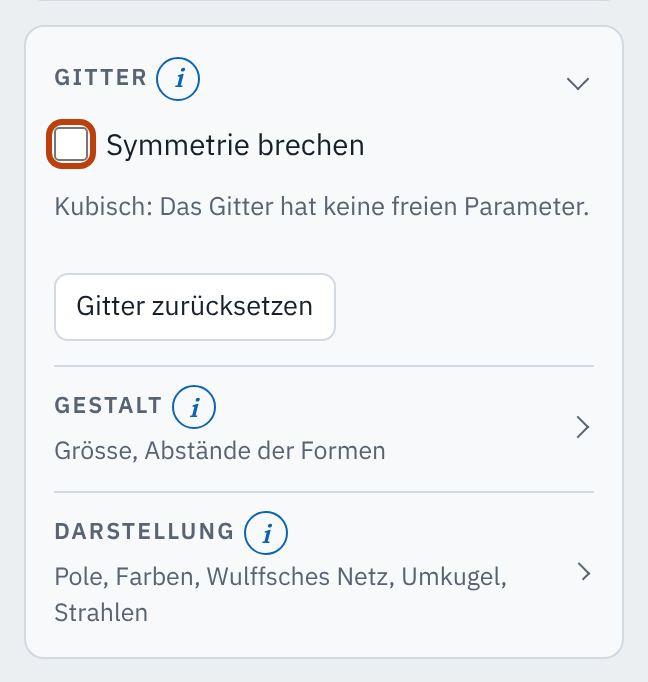 GITTER i
Symmetrie brechen
Kubisch: Das Gitter hat keine freien Parameter.
Gitter zurücksetzen
GESTALT i
Grösse, Abstände der Formen
DARSTELLUNG i
Pole, Farben, Wulffsches Netz, Umkugel,
Strahlen